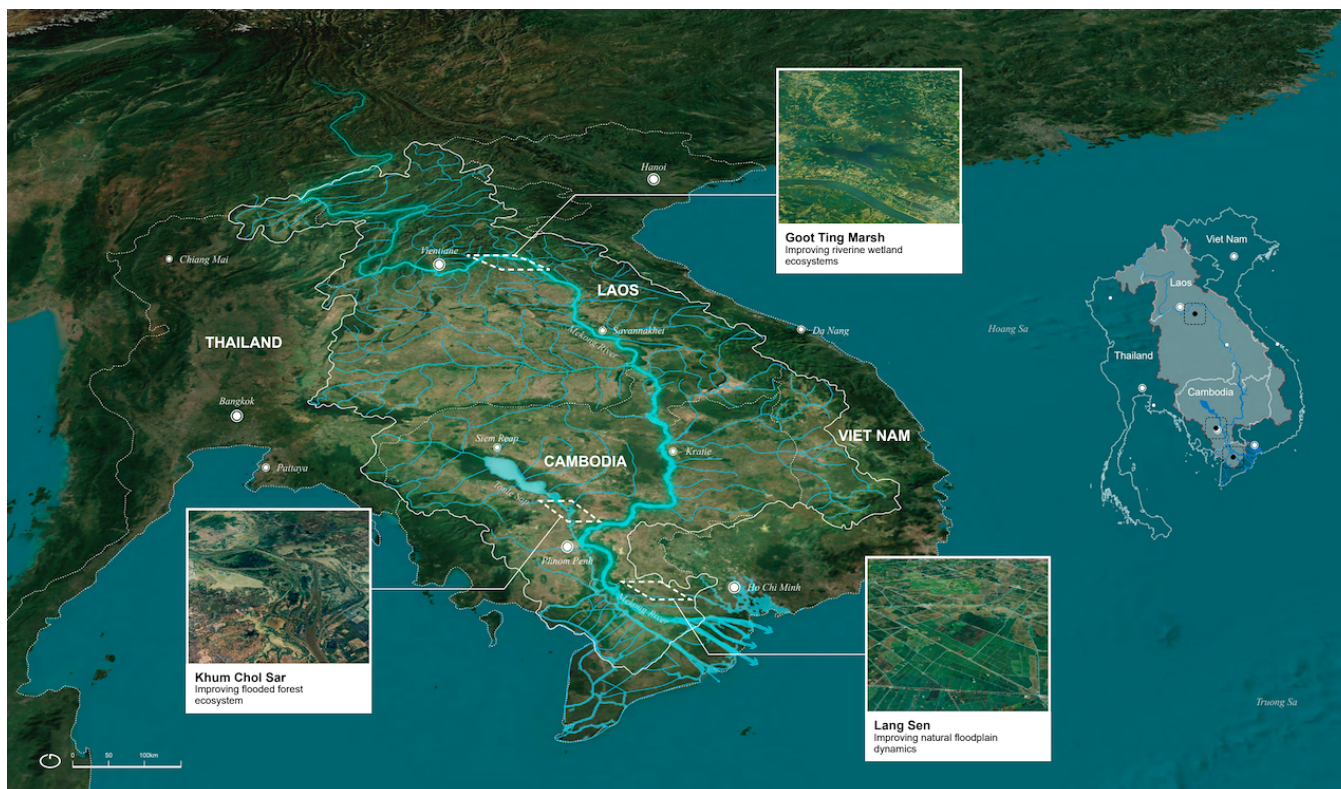 Hanoi
Goot Ting Marsh
Improving riverine wetland
ecosystems
Chiang Mai
Vientiane
LAOS
Savannakhei
Mekong River
Da Nang
Hoang Sa
THAILAND
Bangkok
Pattaya
Siem Reap
CAMBODIA
VIET NAM
Kratie
Tonle Sap
Phnom Penh
Ho Chi Minh
Mekong River
Khum Chol Sar
Improving flooded forest
ecosystem
Lang Sen
Improving natural floodplain
dynamics
Truong Sa
0
50
100km
Viet Nam
Laos
Thailand
Cambodia